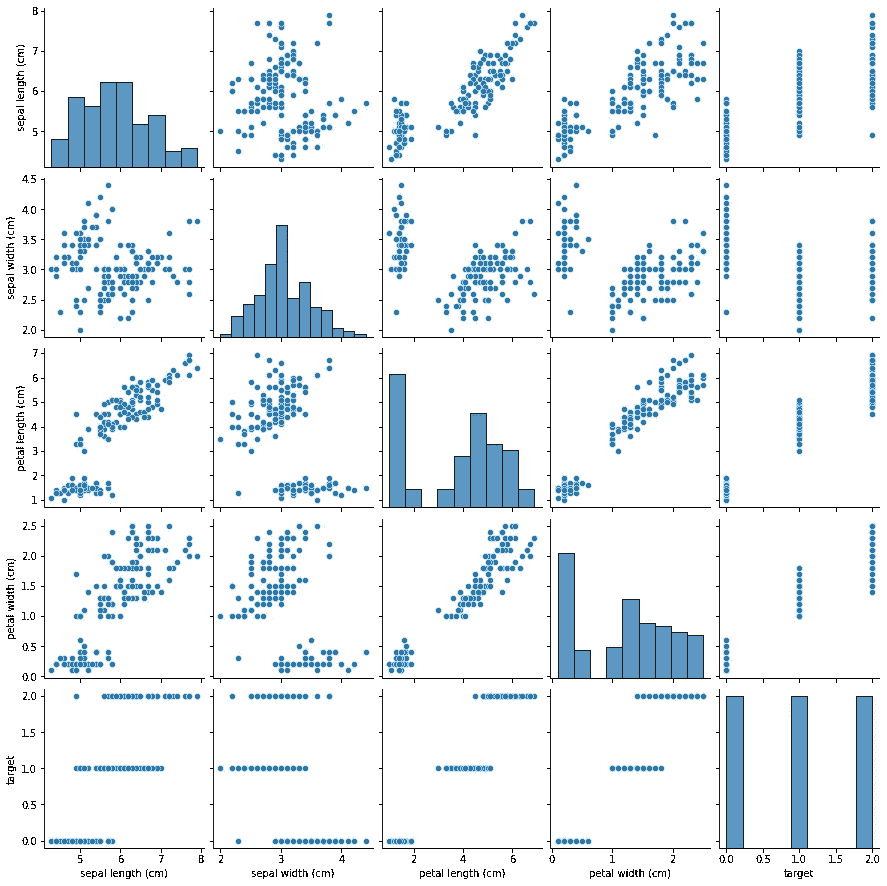 8
7
6
5
sepal length (cm)
4.5
4.0
3.5
3.0
2.5
2.0
sepal width (cm)
7
6
5
4
3
2
1
petal length (cm)
2.5
2.0
1.5
1.0
0.5
0.0
petal width (cm)
2.0
1.5
1.0
0.5
0.0
target
5 6 7 8
sepal length (cm)
2 3 4
sepal width (cm)
2 4 6
petal length (cm)
0 1 2
petal width (cm)
0.0 0.5 1.0 1.5 2.0
target